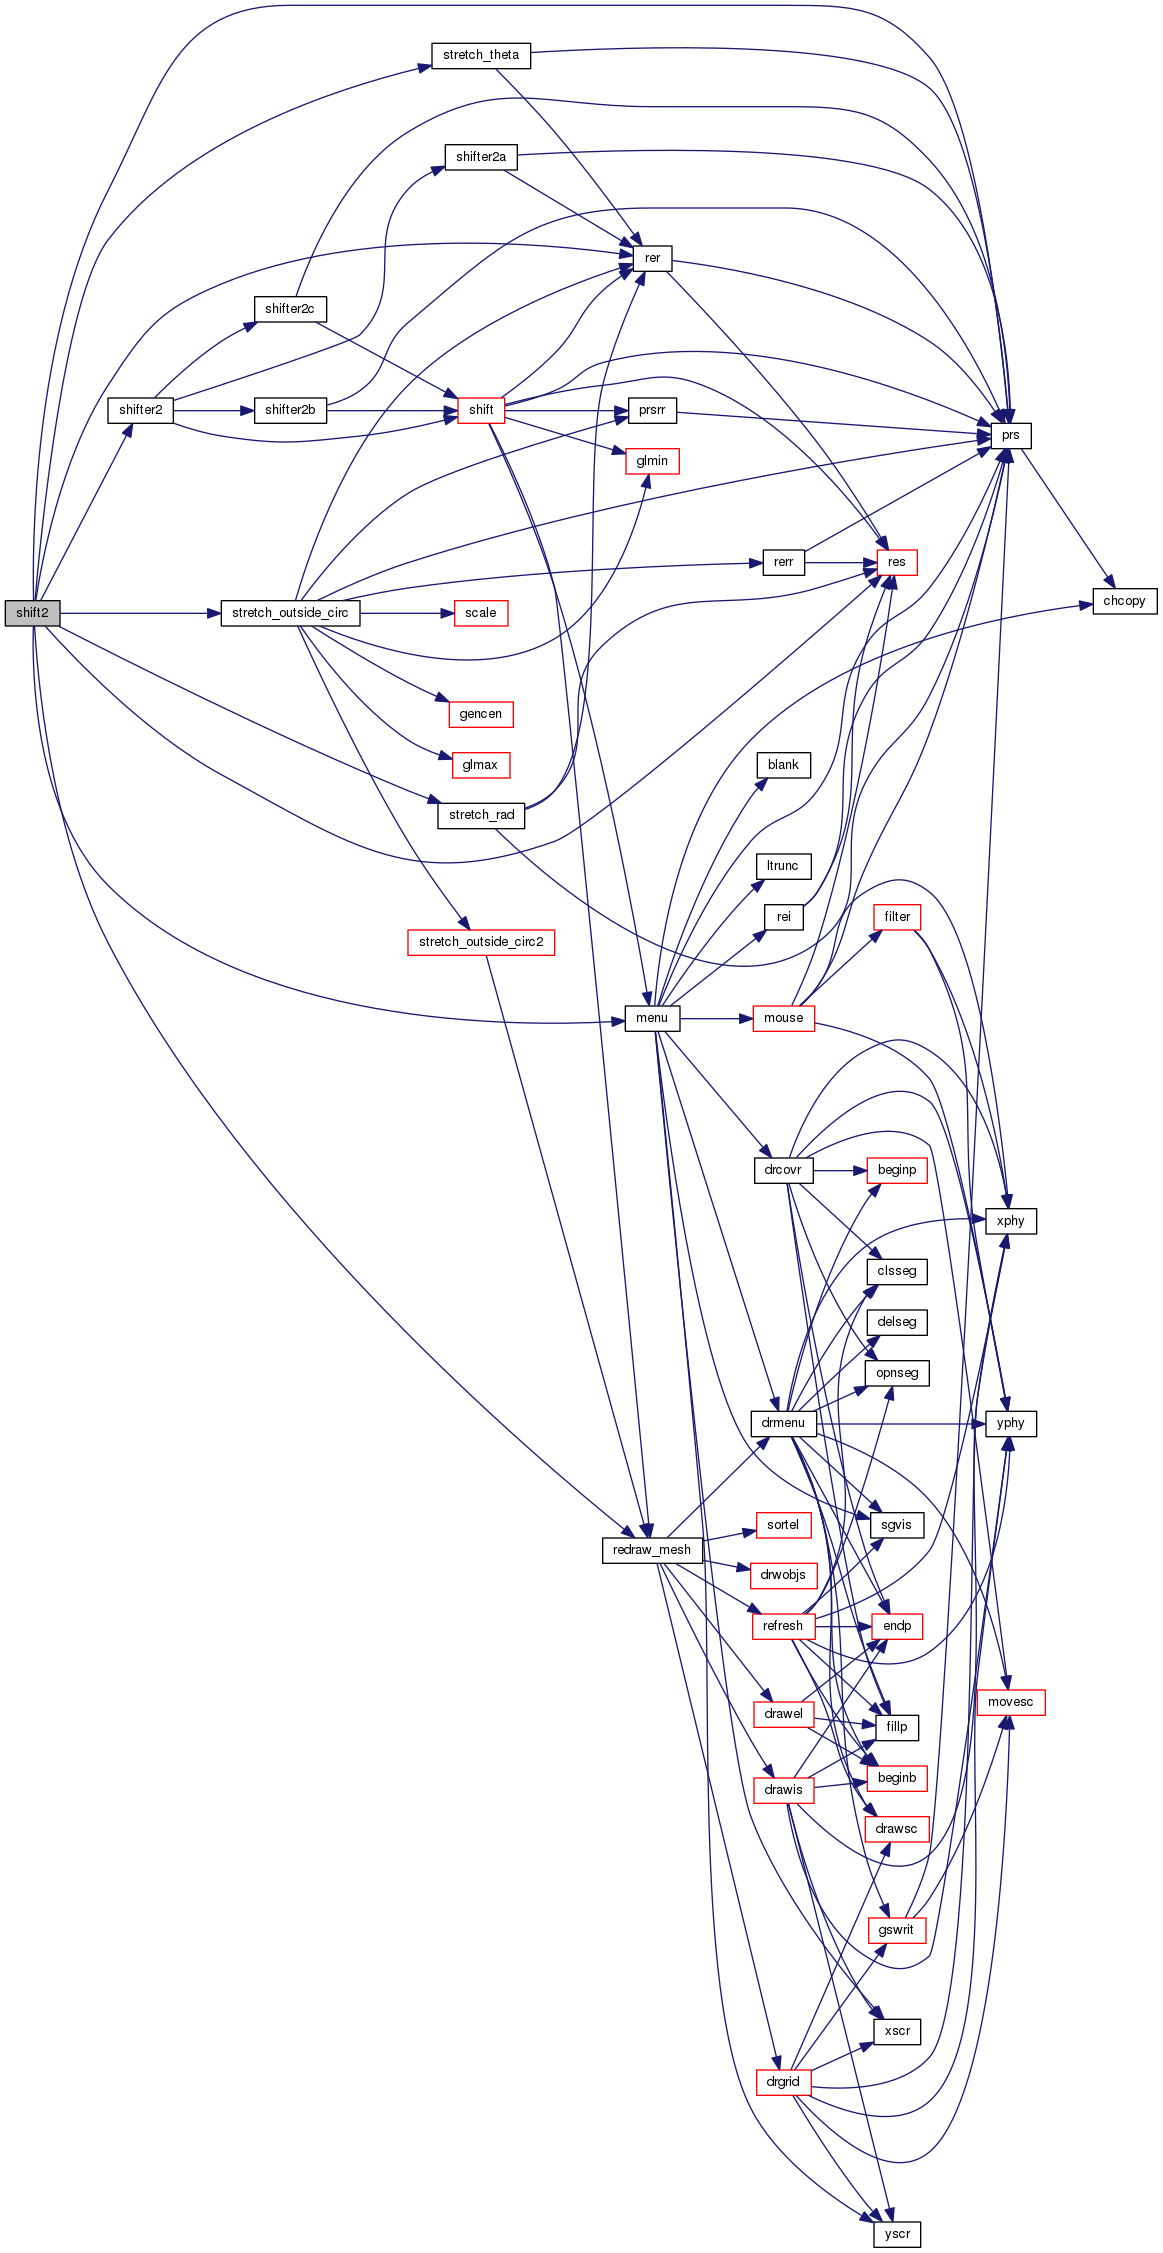 stretch_theta
shifter2a
rer
shifter2c
shifter2
shifter2b
shift
prsrr
prs
glmin
rerr
res
chcopy
shift2
stretch_outside_circ
scale
gencen
glmax
blank
stretch_rad
ltrunc
rei
filter
stretch_outside_circ2
menu
mouse
drcovr
beginp
xphy
clsseg
delseg
opnseg
drmenu
yphy
sortel
sgvis
redraw_mesh
drwobjs
refresh
endp
movesc
drawel
fillp
drawis
beginb
drawsc
gswrit
xscr
drgrid
yscr